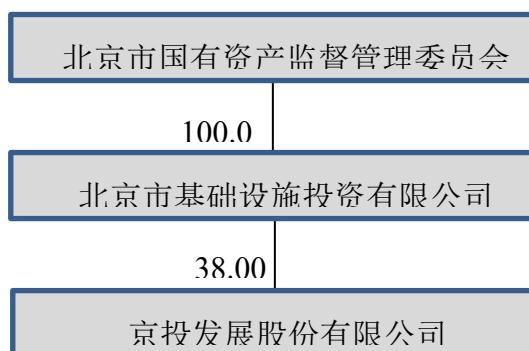 北京市国有资产监督管理委员会
100.0
北京市基础设施投资有限公司
38.00
京投发展股份有限公司